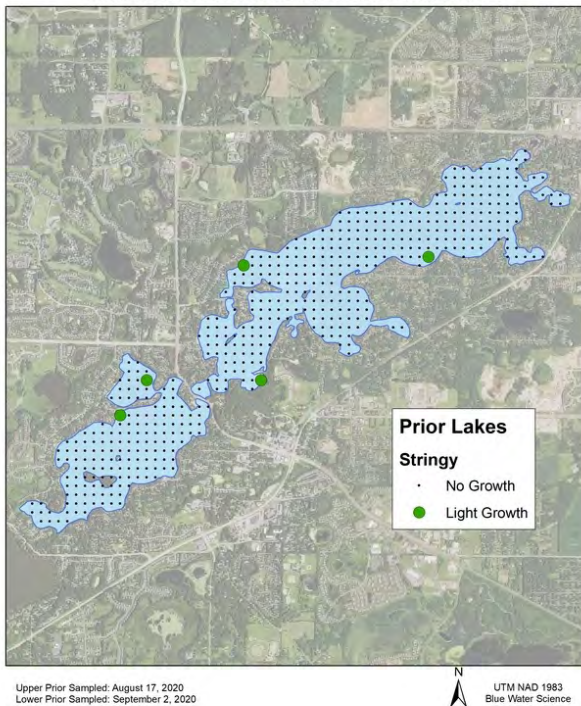 Prior Lakes
Stringy
No Growth
Light Growth
N
Upper Prior Sampled: August 17, 2020
Lower Prior Sampled: September 2, 2020
UTM NAD 1983
Blue Water Science